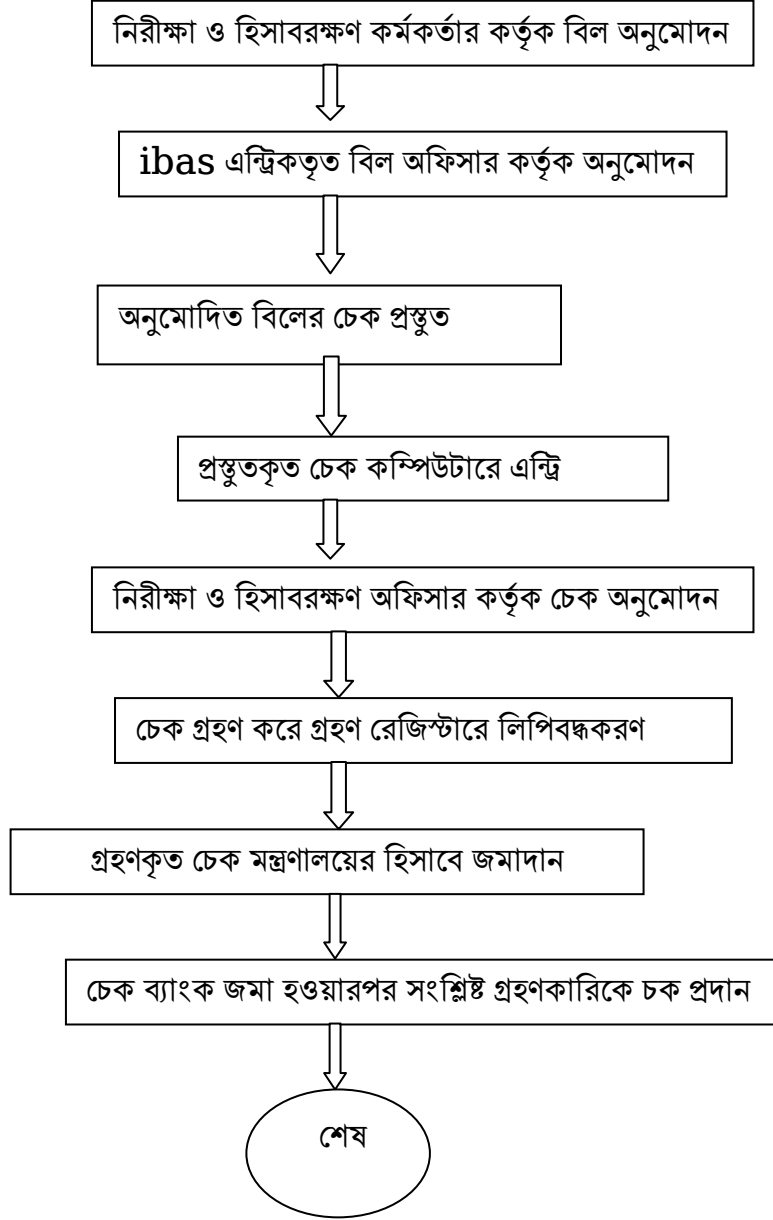 নিরীক্ষা ও হিসাবরক্ষণ কর্মকর্তার কর্তৃক বিল অনুমোদন
ibas এন্ট্রিকতৃত বিল অফিসার কর্তৃক অনুমোদন
অনুমোদিত বিলের চেক প্রস্তুত
প্রস্তুতকৃত চেক কম্পিউটারে এন্ট্রি
নিরীক্ষা ও হিসাবরক্ষণ অফিসার কর্তৃক চেক অনুমোদন
চেক গ্রহণ করে গ্রহণ রেজিস্টারে লিপিবদ্ধকরণ
গ্রহণকৃত চেক মন্ত্রণালয়ের হিসাবে জমাদান
চেক ব্যাংক জমা হওয়ারপর সংশ্লিষ্ট গ্রহণকারিকে চক প্রদান
শেষ